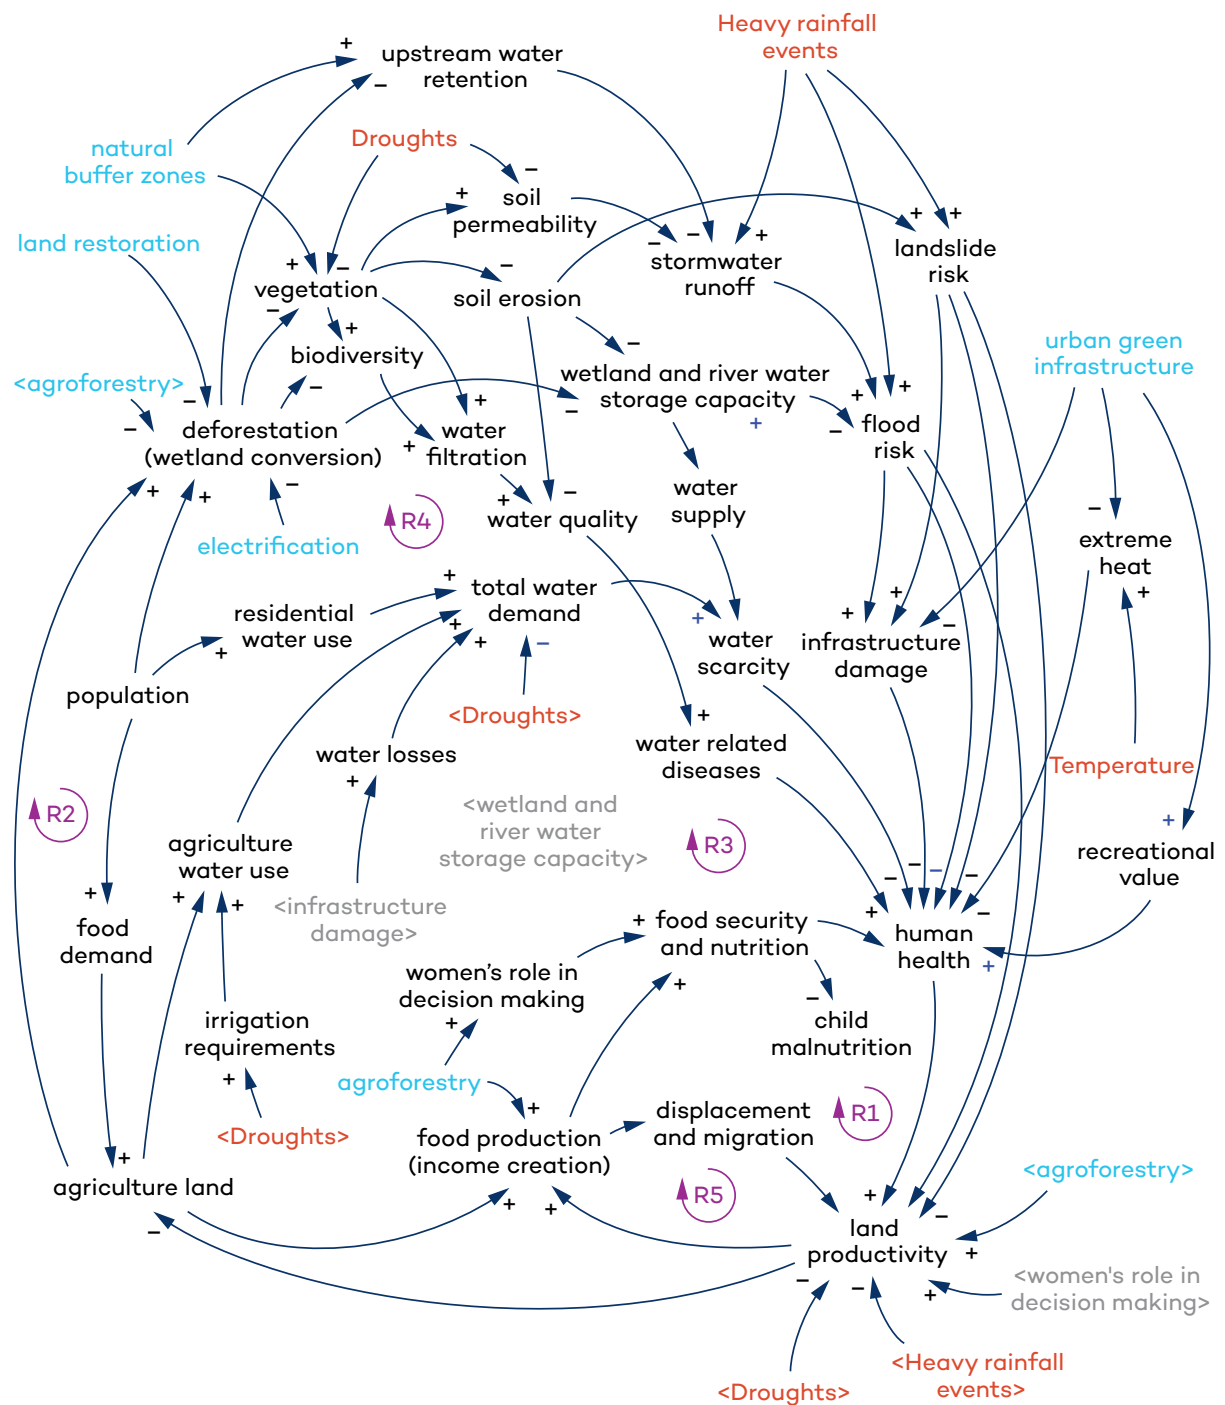 Heavy rainfall
events
upstream water
retention
natural
buffer zones
Droughts
soil
permeability
land restoration
stormwater
runoff
landslide
risk
vegetation
soil erosion
biodiversity
urban green
infrastructure
<agroforestry>
wetland and river water
storage capacity
deforestation
(wetland conversion)
water
filtration
flood
risk
water
supply
R4
water quality
electrification
extreme
heat
total water
demand
residential
water use
water
scarcity
infrastructure
damage
population
<Droughts>
water losses
water related
diseases
Temperature
R2
<wetland and
river water
storage capacity>
R3
agriculture
water use
recreational
value
<infrastructure
damage>
food
demand
food security
and nutrition
human
health
women's role in
decision making
irrigation
requirements
child
malnutrition
agroforestry
R1
displacement
and migration
<Droughts>
food production
(income creation)
<agroforestry>
agriculture land
R5
land
productivity
<women's role in
decision making>
<Heavy rainfall
events>
<Droughts>